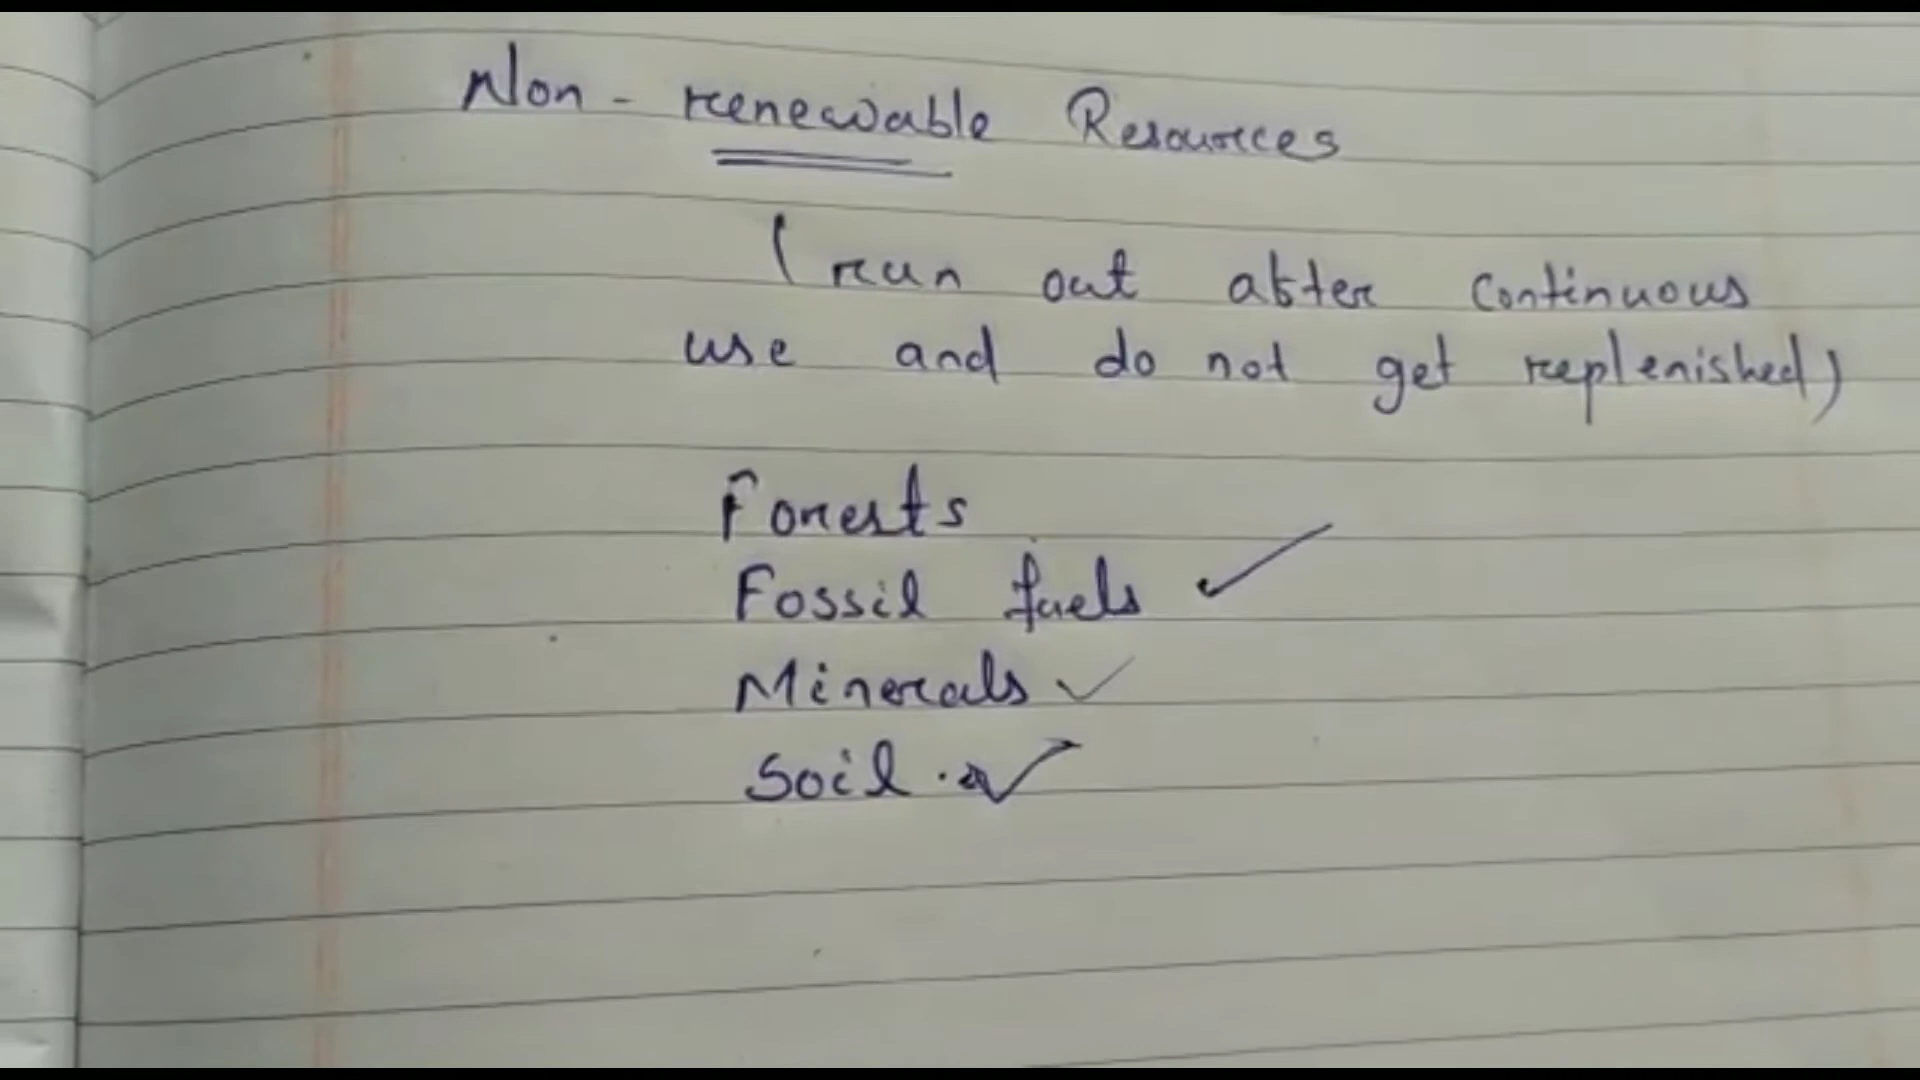 Non - renewable Resources
(run out after continuous
use and do not get replenished)
Forests
Fossil fuels ✓
Minerals ✓
Soil. ✓